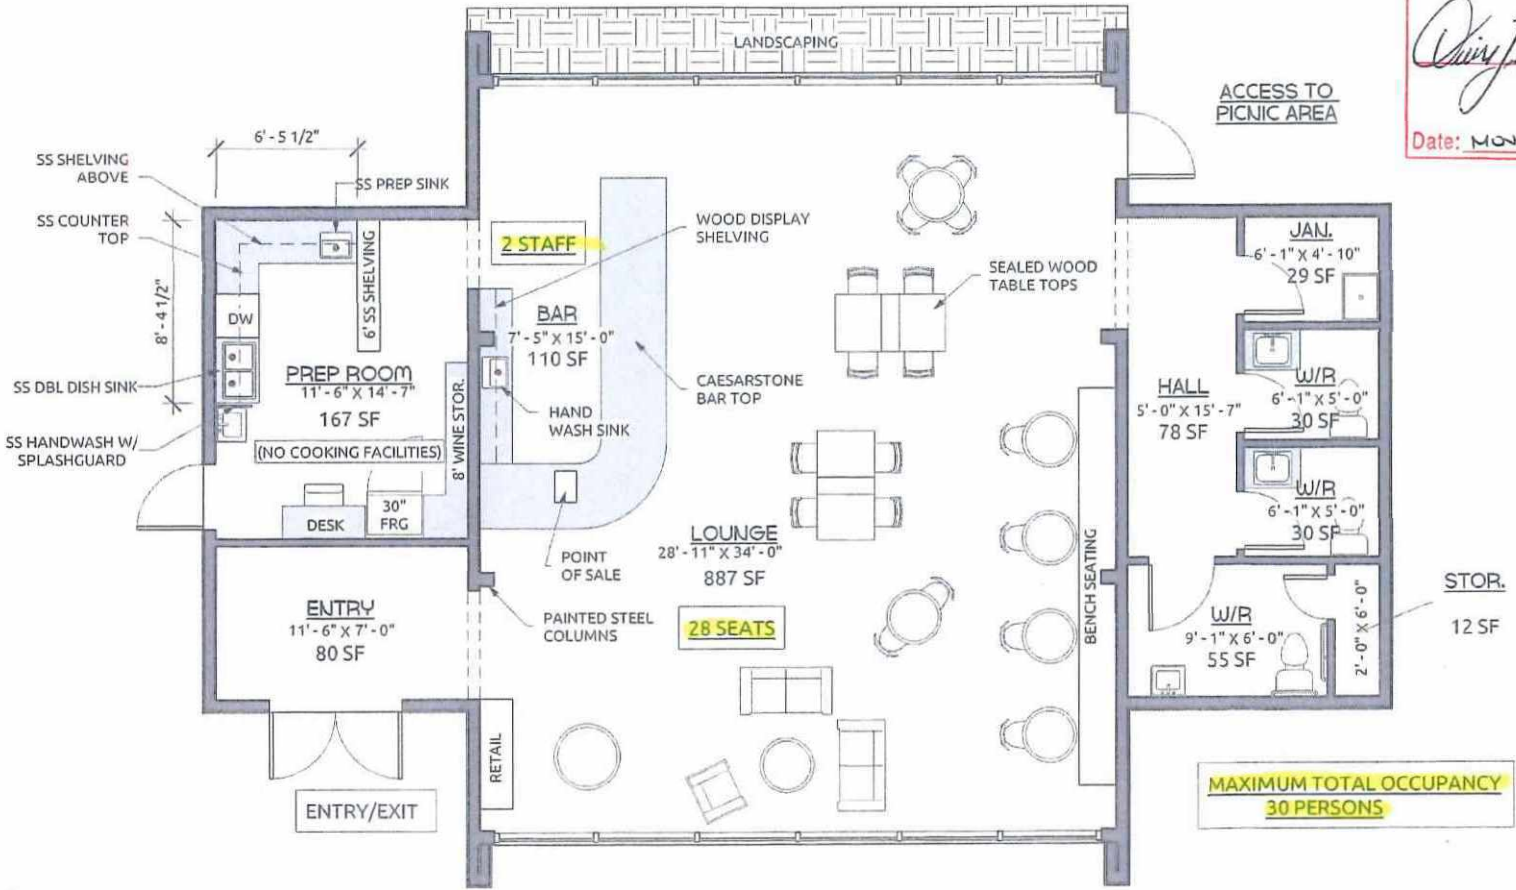 LANDSCAPING
ACCESS TO
PICNIC AREA
Date:
6' - 5 1/2"
SS SHELVING
ABOVE
SS PREP SINK
SS COUNTER
TOP
8' - 4 1/2"
DW
6' SS SHELVING
SS DBL DISH SINK
SS HANDWASH W/
SPLASHGUARD
PREP ROOM
11' - 6" X 14' - 7"
167 SF
(NO COOKING FACILITIES)
8' WINE STOR.
DESK
30"
FRG
2 STAFF
WOOD DISPLAY
SHELVING
BAR
7' - 5" X 15' - 0"
110 SF
HAND
WASH SINK
CAESARSTONE
BAR TOP
SEALED WOOD
TABLE TOPS
POINT
OF SALE
LOUNGE
28' - 11" X 34' - 0"
887 SF
28 SEATS
PAINTED STEEL
COLUMNS
BENCH SEATING
ENTRY
11' - 6" X 7' - 0"
80 SF
RETAIL
ENTRY/EXIT
JAN.
6' - 1" X 4' - 10"
29 SF
HALL
5' - 0" X 15' - 7"
78 SF
W/R
6' - 1" X 5' - 0"
30 SF
W/R
6' - 1" X 5' - 0"
30 SF
W/R
9' - 1" X 6' - 0"
55 SF
2' - 0" X 6' - 0"
STOR.
12 SF
MAXIMUM TOTAL OCCUPANCY
30 PERSONS